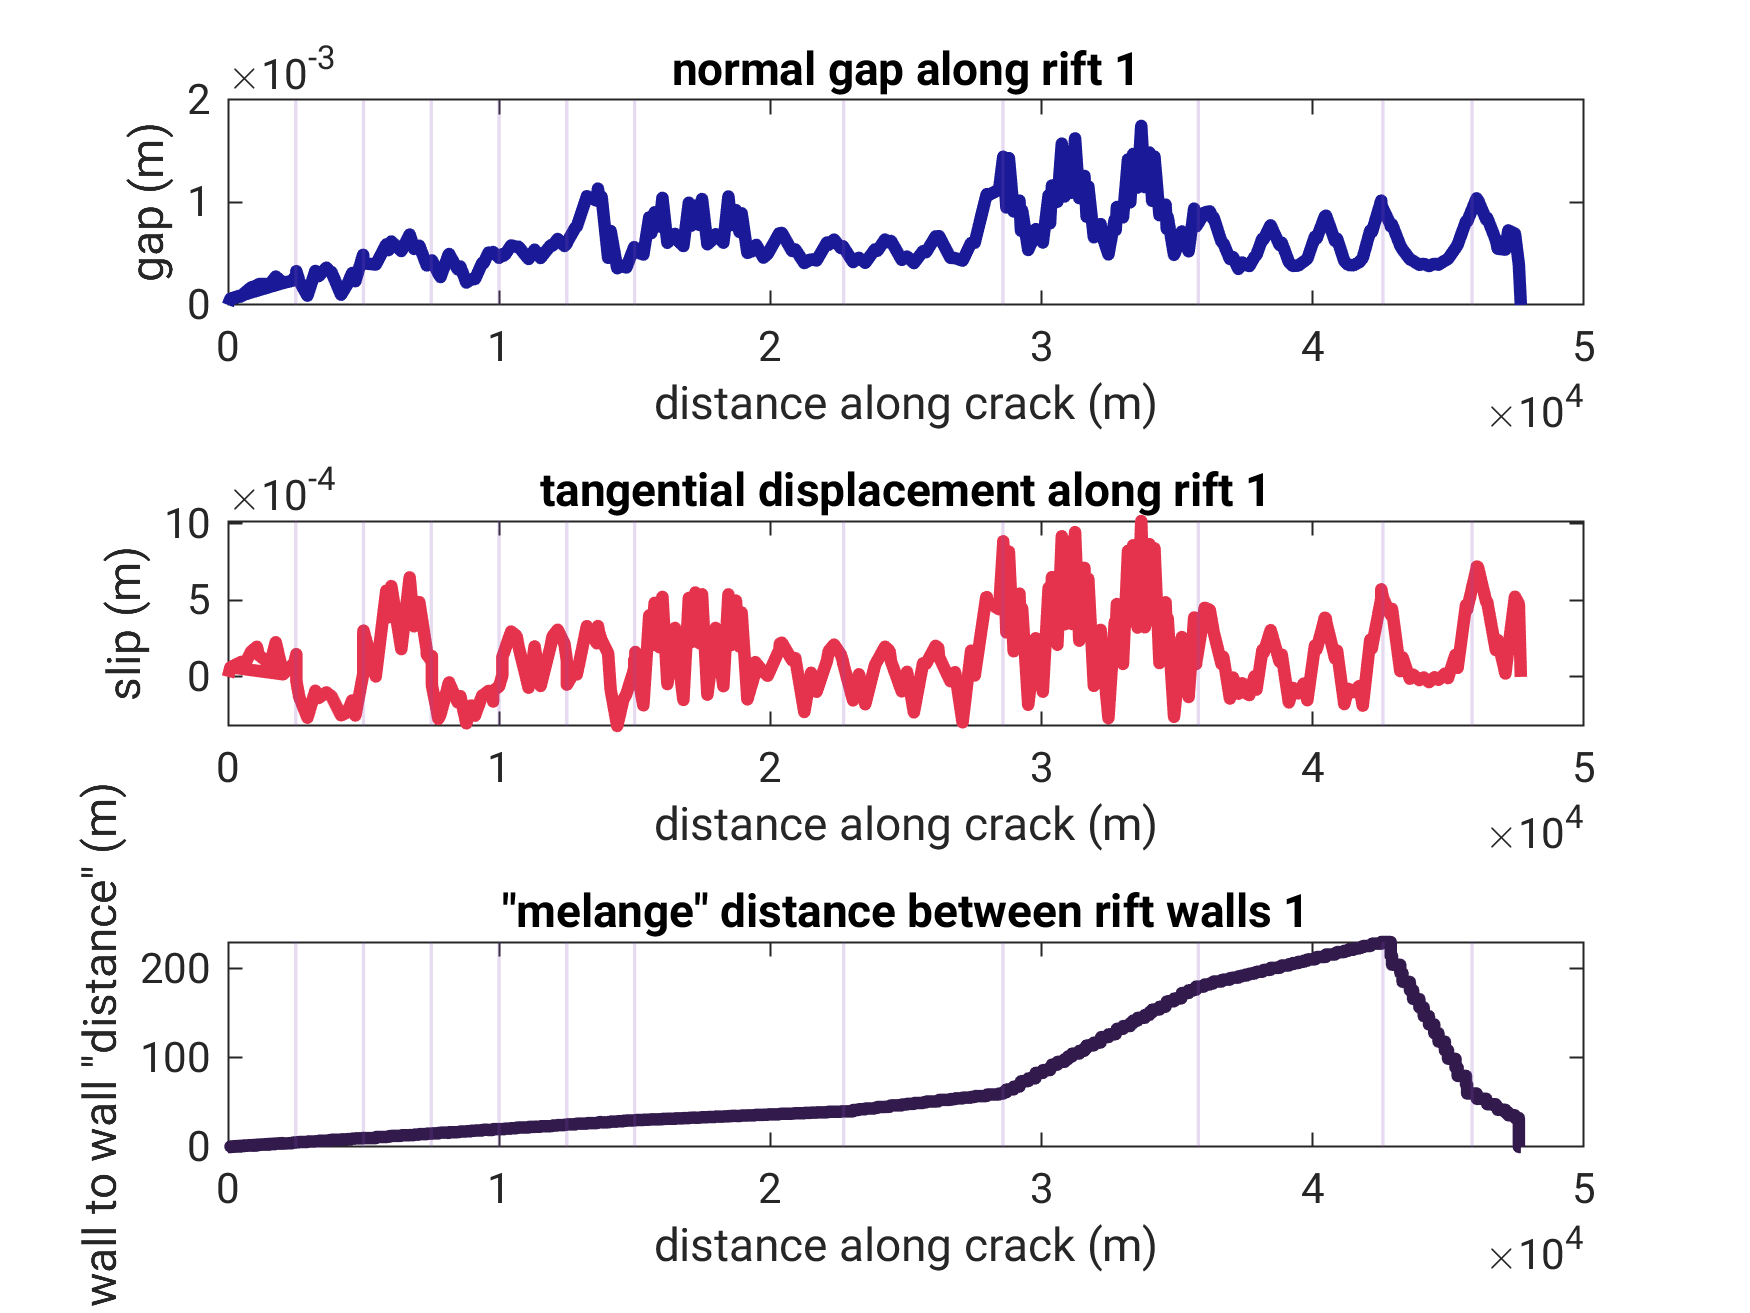 ×10-3
normal gap along rift 1
2
1
0
gap (m)
0 1 2 3 4 5
distance along crack (m)
×104
×10-4
tangential displacement along rift 1
10
5
0
slip (m)
0 1 2 3 4 5
distance along crack (m)
×104
"melange" distance between rift walls 1
200
100
0
wall to wall "distance" (m)
0 1 2 3 4 5
distance along crack (m)
×104